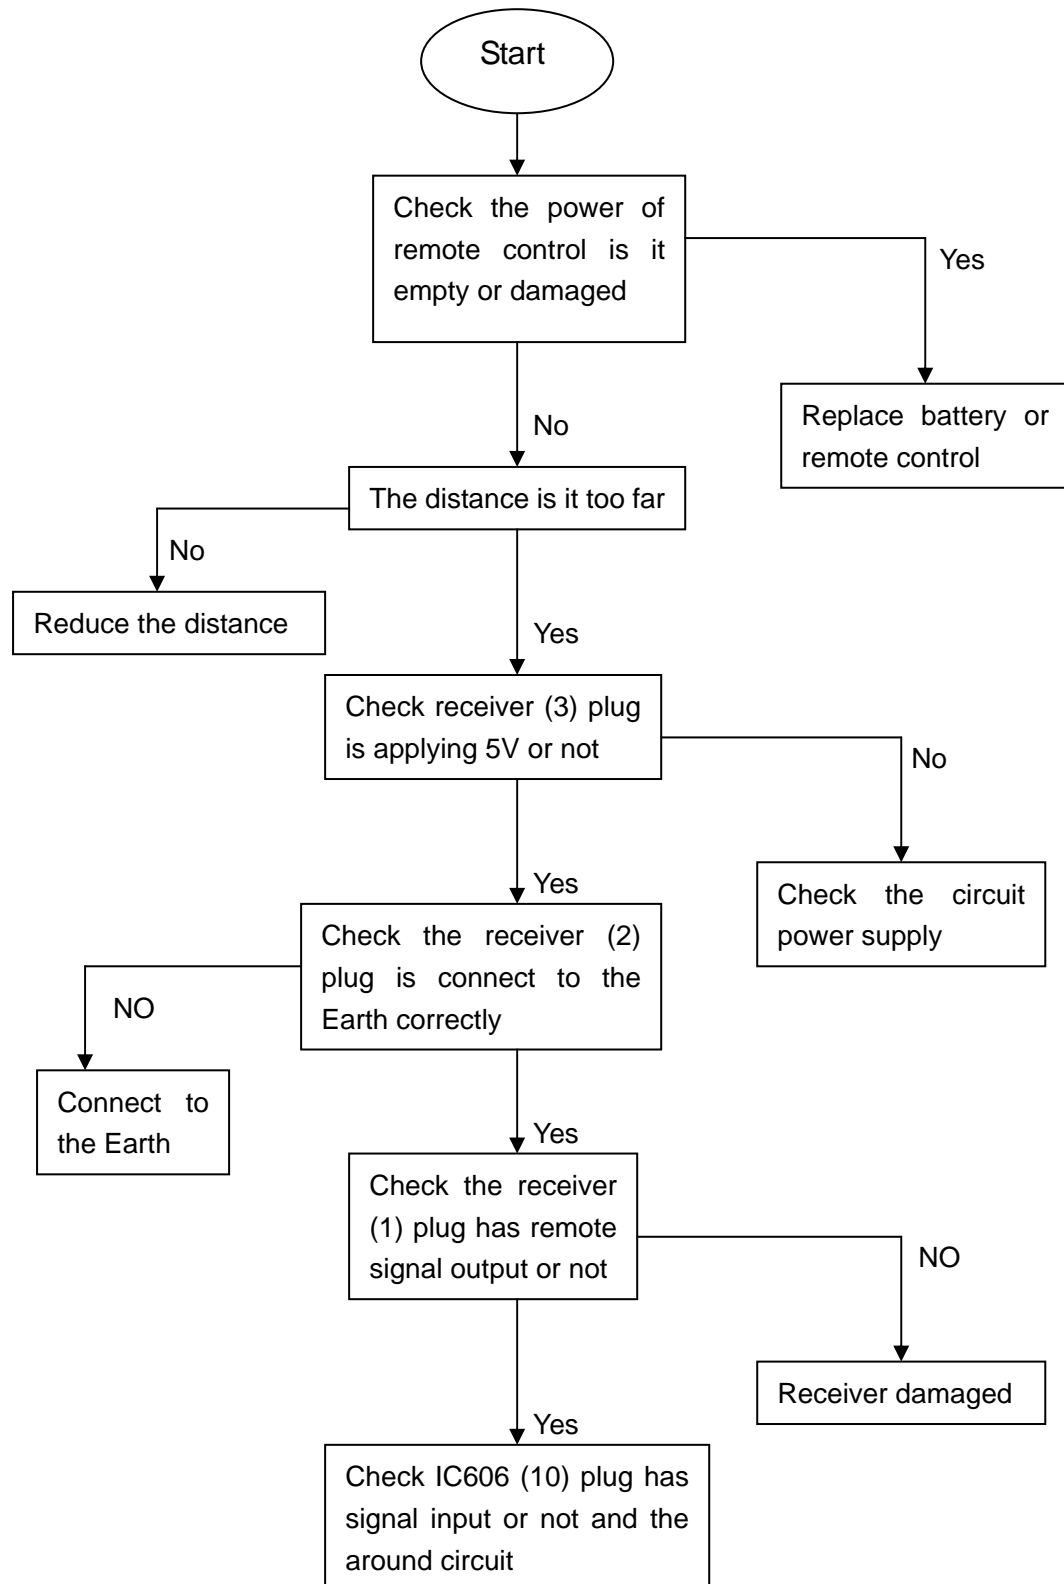 Start
Check the power of
remote control is it
empty or damaged
Yes
Replace battery or
remote control
No
The distance is it too far
No
Reduce the distance
Yes
Check receiver (3) plug
is applying 5V or not
No
Check the circuit
power supply
Yes
Check the receiver (2)
plug is connect to the
Earth correctly
NO
Connect to
the Earth
Yes
Check the receiver
(1) plug has remote
signal output or not
NO
Receiver damaged
Yes
Check IC606 (10) plug has
signal input or not and the
around circuit